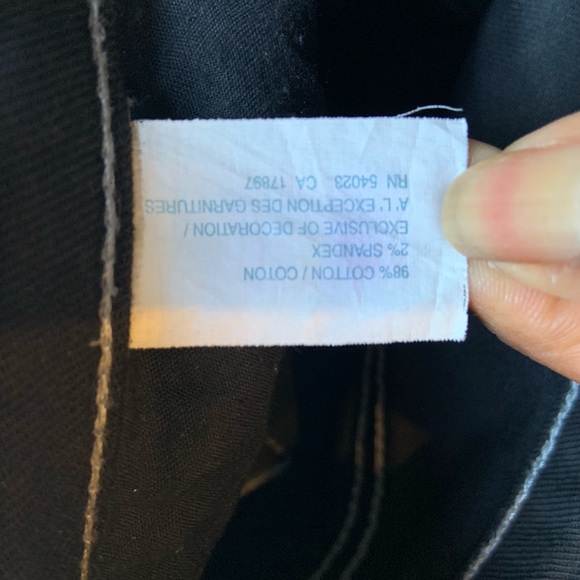 98% COTTON / COTON
2% SPANDEX
EXCLUSIVE OF DECORATION /
A'L' EXCEPTION DES GARNITURES
RN 54023 CA 17897